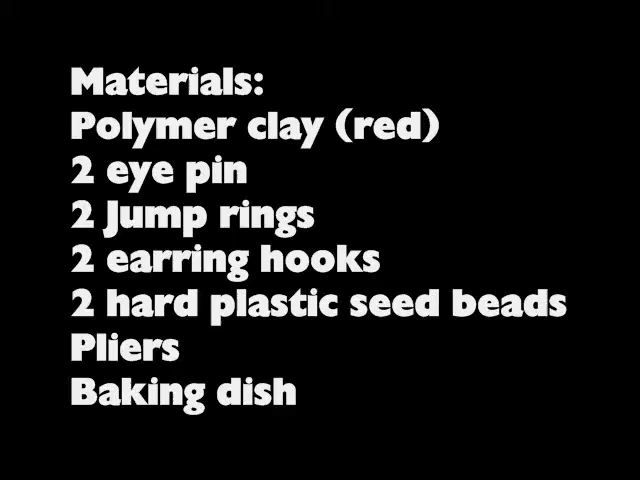 Materials:
Polymer clay (red)
2 eye pin
2 Jump rings
2 earring hooks
2 hard plastic seed beads
Pliers
Baking dish